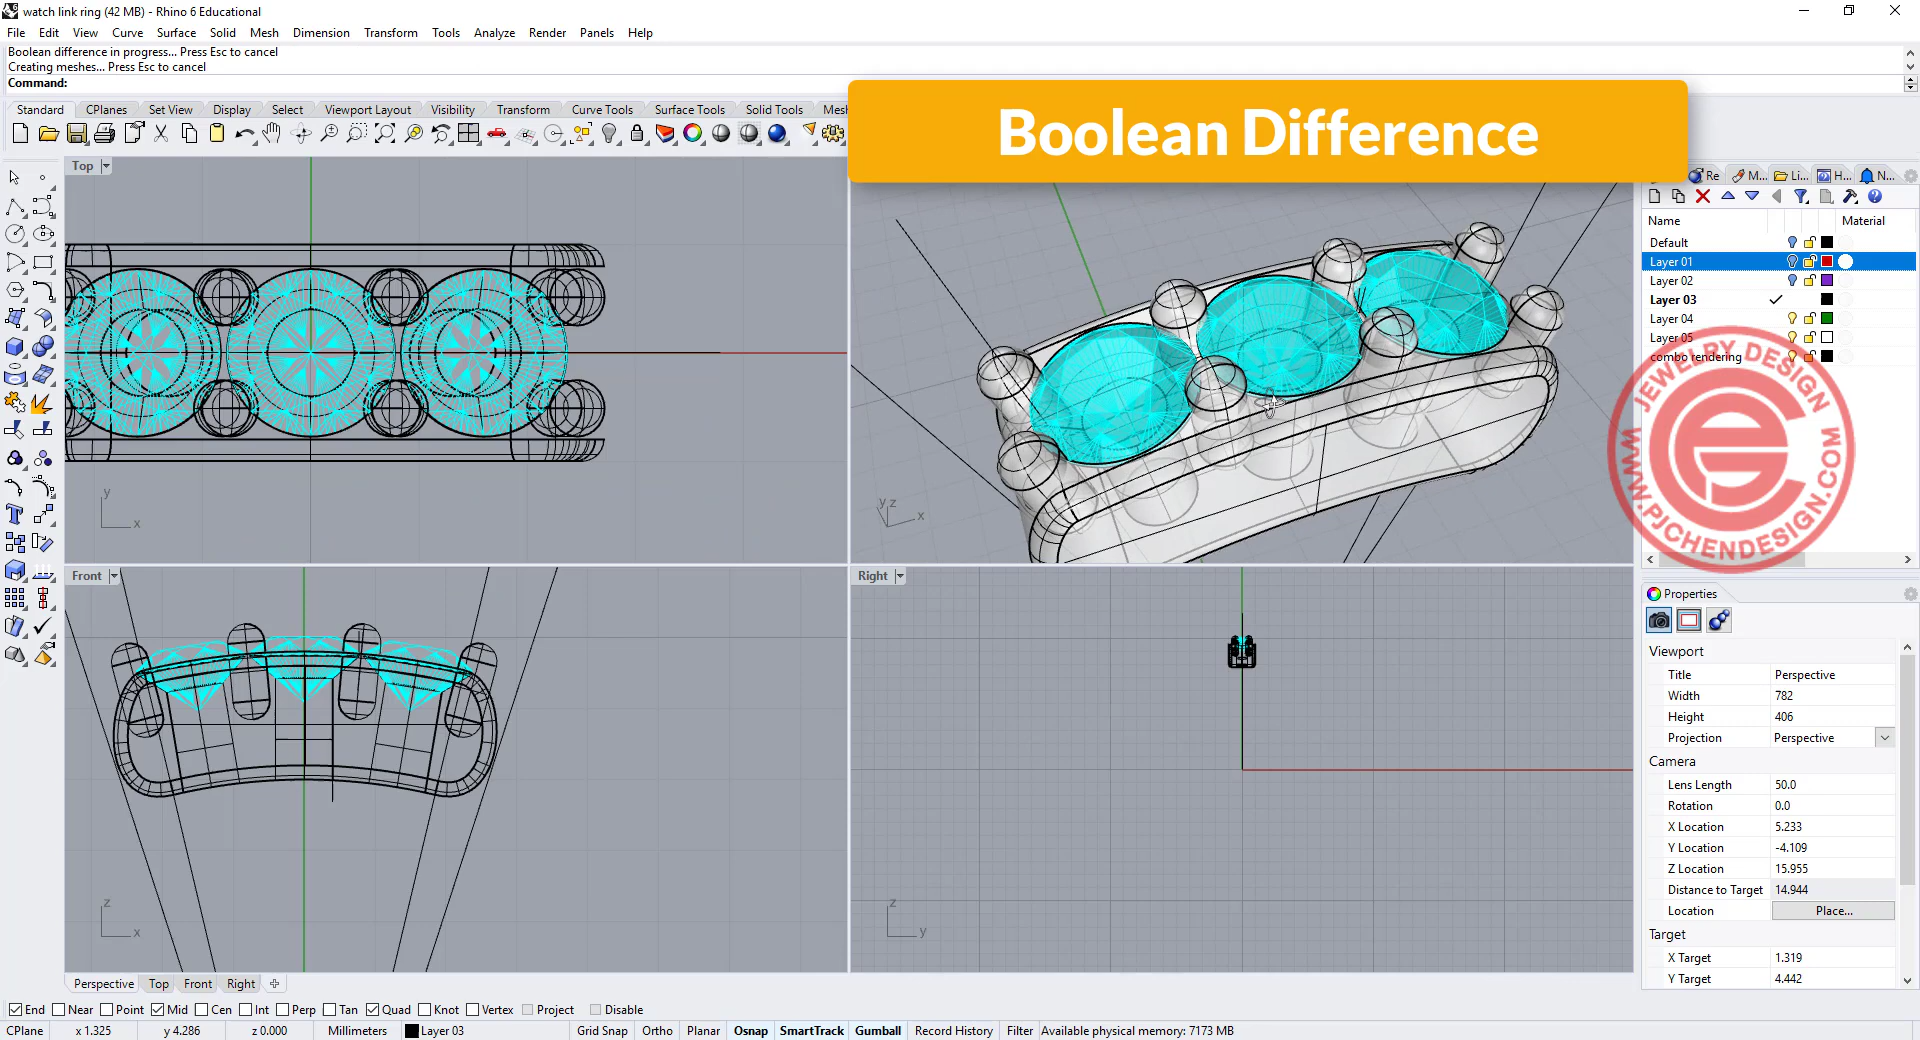 watch link ring (42 MB) - Rhino 6 Educational
File Edit View Curve Surface Solid Mesh Dimension Transform Tools Analyze Render Panels Help
Boolean difference in progress... Press Esc to cancel
Creating meshes... Press Esc to cancel
Command:
Boolean Difference
Standard CPlanes Set View Display Select Viewport Layout Visibility Transform Curve Tools Surface Tools Solid Tools Mesh
Top
Re M... Li... H... N...
Name Material
Default
Layer 01
Layer 02
Layer 03
Layer 04
Layer 05
combo rendering
JEWELRY DESIGN
WWW.PJCHENDESIGN.COM
y
x
y z
x
Front
Right
z
x
z
y
Properties
Viewport
Title Perspective
Width 782
Height 406
Projection Perspective
Camera
Lens Length 50.0
Rotation 0.0
X Location 5.233
Y Location -4.109
Z Location 15.955
Distance to Target 14.944
Location Place...
Target
X Target 1.319
Y Target 4.442
Perspective Top Front Right
End Near Point Mid Cen Int Perp Tan Quad Knot Vertex Project Disable
CPlane x 1.325 y 4.286 z 0.000 Millimeters Layer 03 Grid Snap Ortho Planar Osnap SmartTrack Gumball Record History Filter Available physical memory: 7173 MB